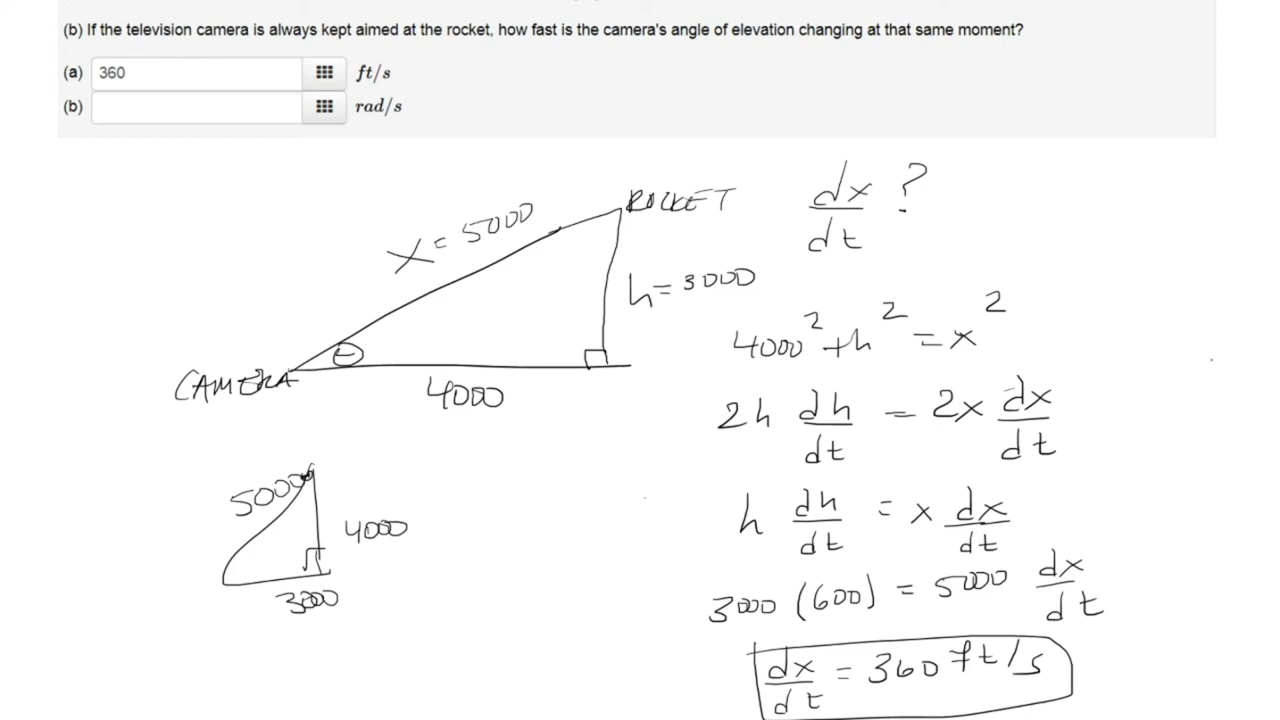 (b) If the television camera is always kept aimed at the rocket, how fast is the camera's angle of elevation changing at that same moment?
(a) 360 ft/s
(b) rad/s
ROCKET
x = 5000
h = 3000
θ
CAMERA
4000
5000
4000
3000
dx/dt ?
4000² + h² = x²
2h dh/dt = 2x dx/dt
h dh/dt = x dx/dt
3000 (600) = 5000 dx/dt
dx/dt = 360 ft/s